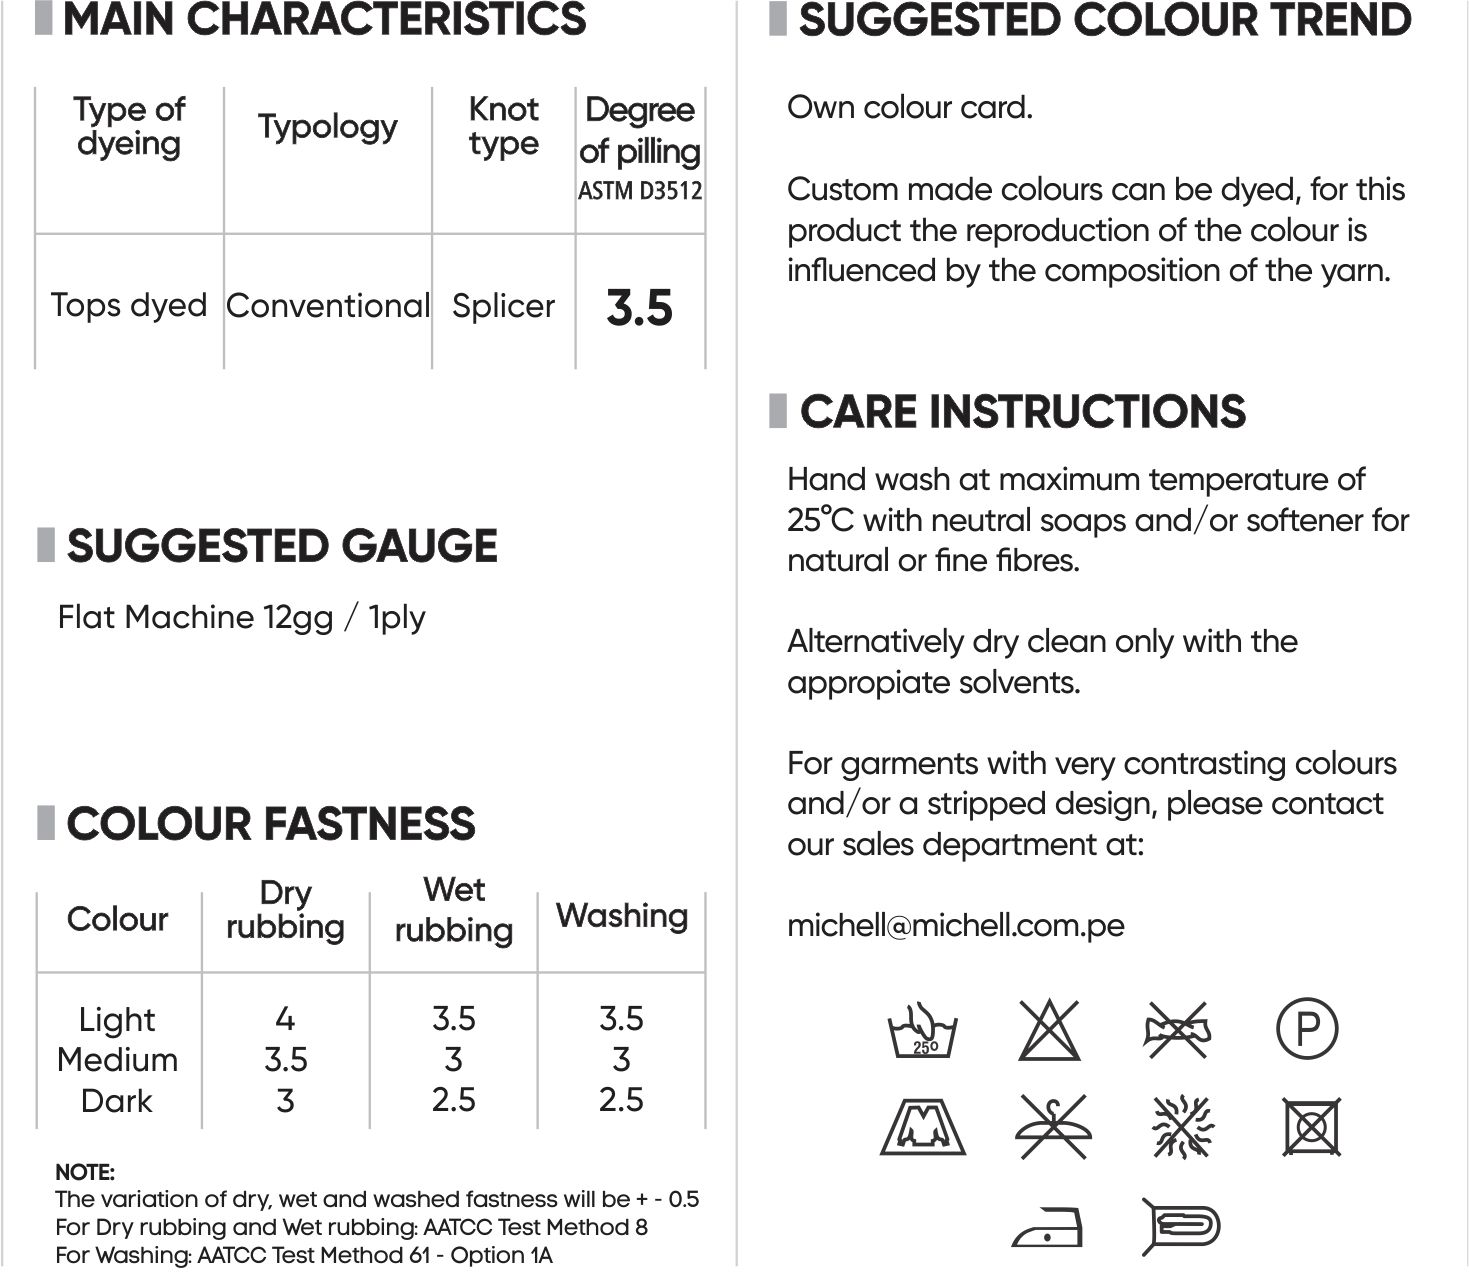 MAIN CHARACTERISTICS
Type of
dyeing
Typology
Knot
type
Degree
of pilling
ASTM D3512
Tops dyed
Conventional
Splicer
3.5
SUGGESTED GAUGE
Flat Machine 12gg / 1ply
COLOUR FASTNESS
Colour
Dry
rubbing
Wet
rubbing
Washing
Light 4 3.5 3.5
Medium 3.5 3 3
Dark 3 2.5 2.5
NOTE:
The variation of dry, wet and washed fastness will be + - 0.5
For Dry rubbing and Wet rubbing: AATCC Test Method 8
For Washing: AATCC Test Method 61 - Option 1A
SUGGESTED COLOUR TREND
Own colour card.
Custom made colours can be dyed, for this
product the reproduction of the colour is
influenced by the composition of the yarn.
CARE INSTRUCTIONS
Hand wash at maximum temperature of
25°C with neutral soaps and/or softener for
natural or fine fibres.
Alternatively dry clean only with the
appropiate solvents.
For garments with very contrasting colours
and/or a stripped design, please contact
our sales department at:
michell@michell.com.pe
25º
P